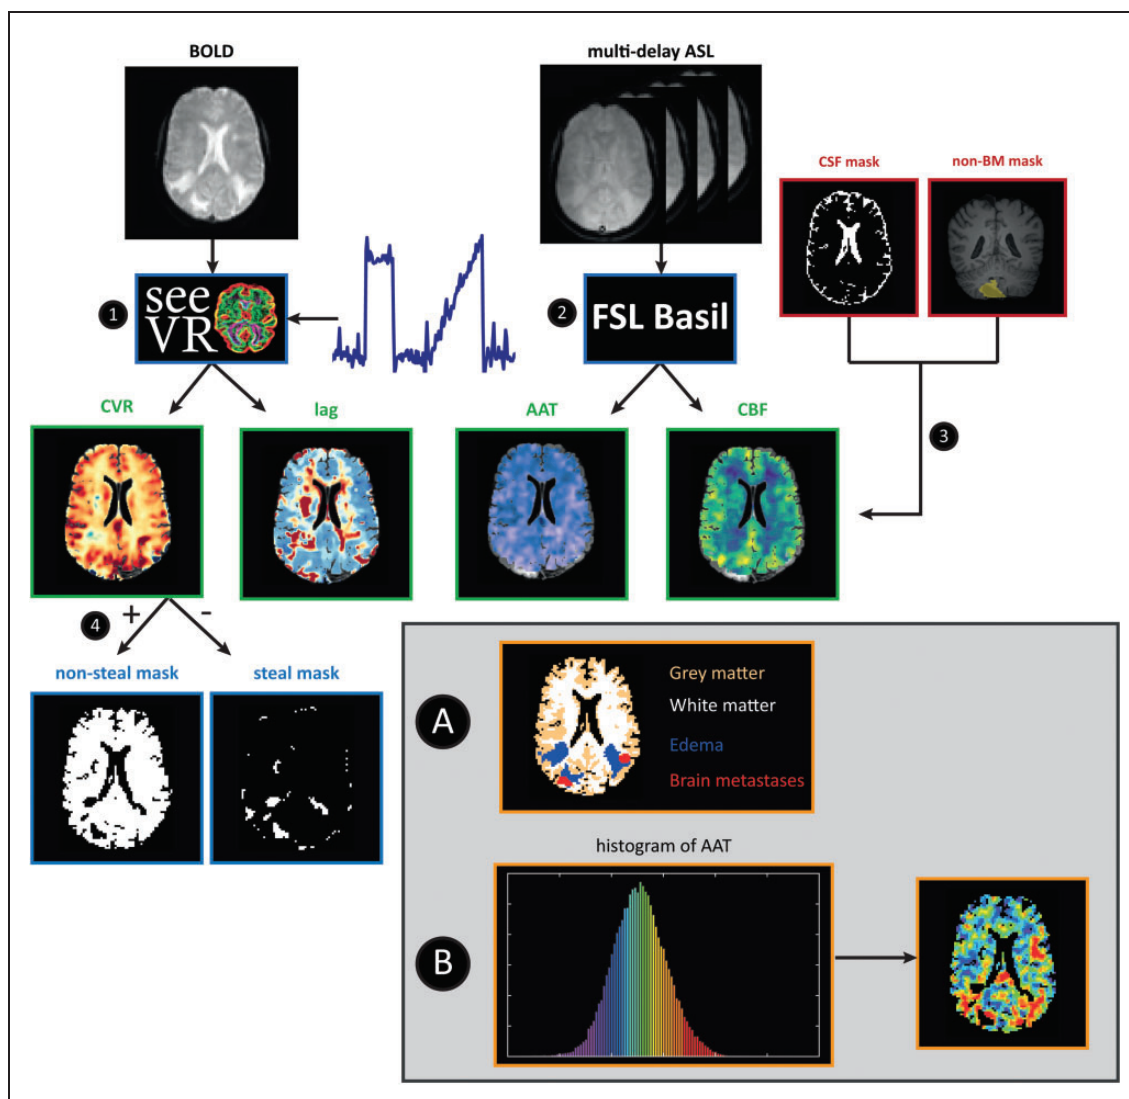 BOLD
multi-delay ASL
CSF mask
non-BM mask
see
VR
1
2
FSL Basil
CVR
lag
AAT
CBF
3
4
+
-
non-steal mask
steal mask
A
Grey matter
White matter
Edema
Brain metastases
histogram of AAT
B